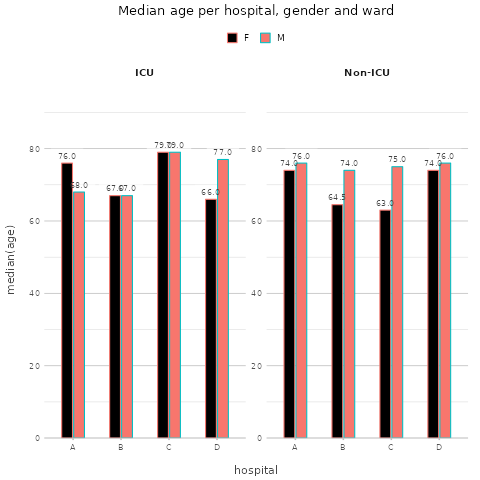 Median age per hospital, gender and ward
F M
ICU
Non-ICU
median(age)
80
60
40
20
0
76.0 68.0 67.0 67.0 79.0 79.0 66.0 77.0
A B C D
80
60
40
20
0
74.0 76.0 64.5 74.0 63.0 75.0 74.0 76.0
A B C D
hospital